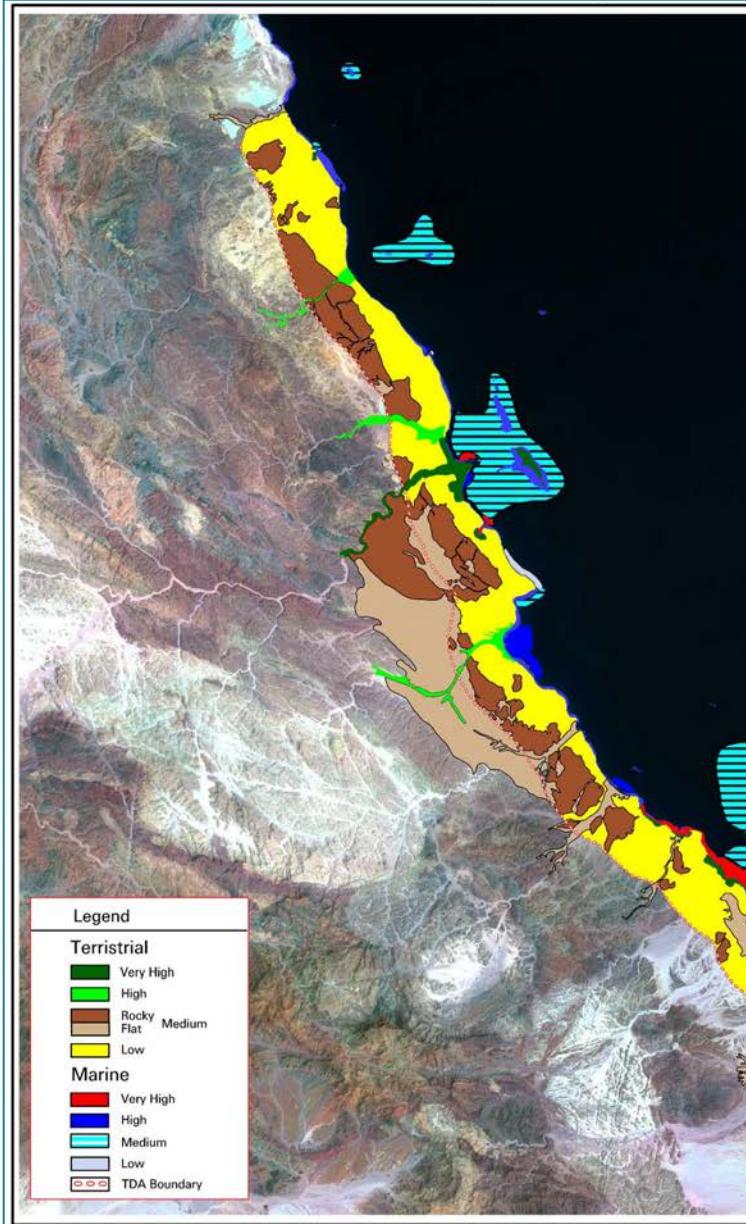 Legend
Terristrial
Very High
High
Rocky
Flat Medium
Low
Marine
Very High
High
Medium
Low
TDA Boundary